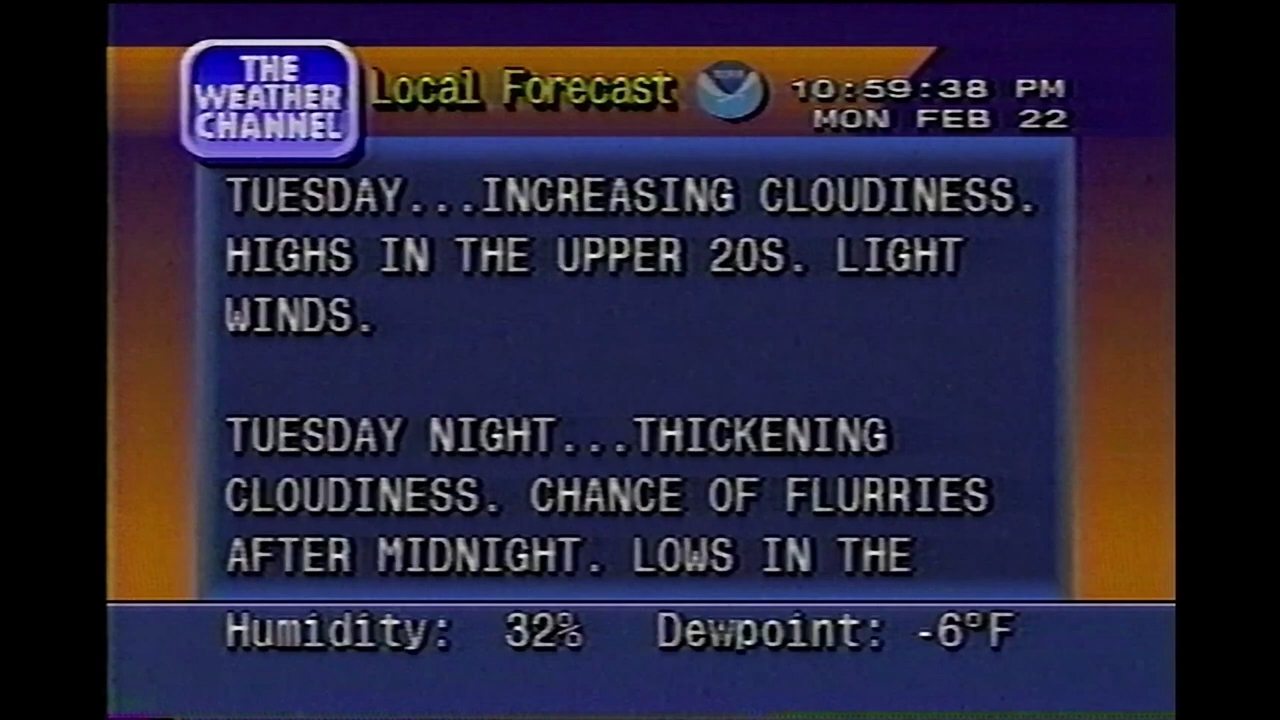 THE
WEATHER
CHANNEL
Local Forecast
10:59:38 PM
MON FEB 22
TUESDAY...INCREASING CLOUDINESS.
HIGHS IN THE UPPER 20S. LIGHT
WINDS.
TUESDAY NIGHT...THICKENING
CLOUDINESS. CHANCE OF FLURRIES
AFTER MIDNIGHT. LOWS IN THE
Humidity: 32% Dewpoint: -6°F